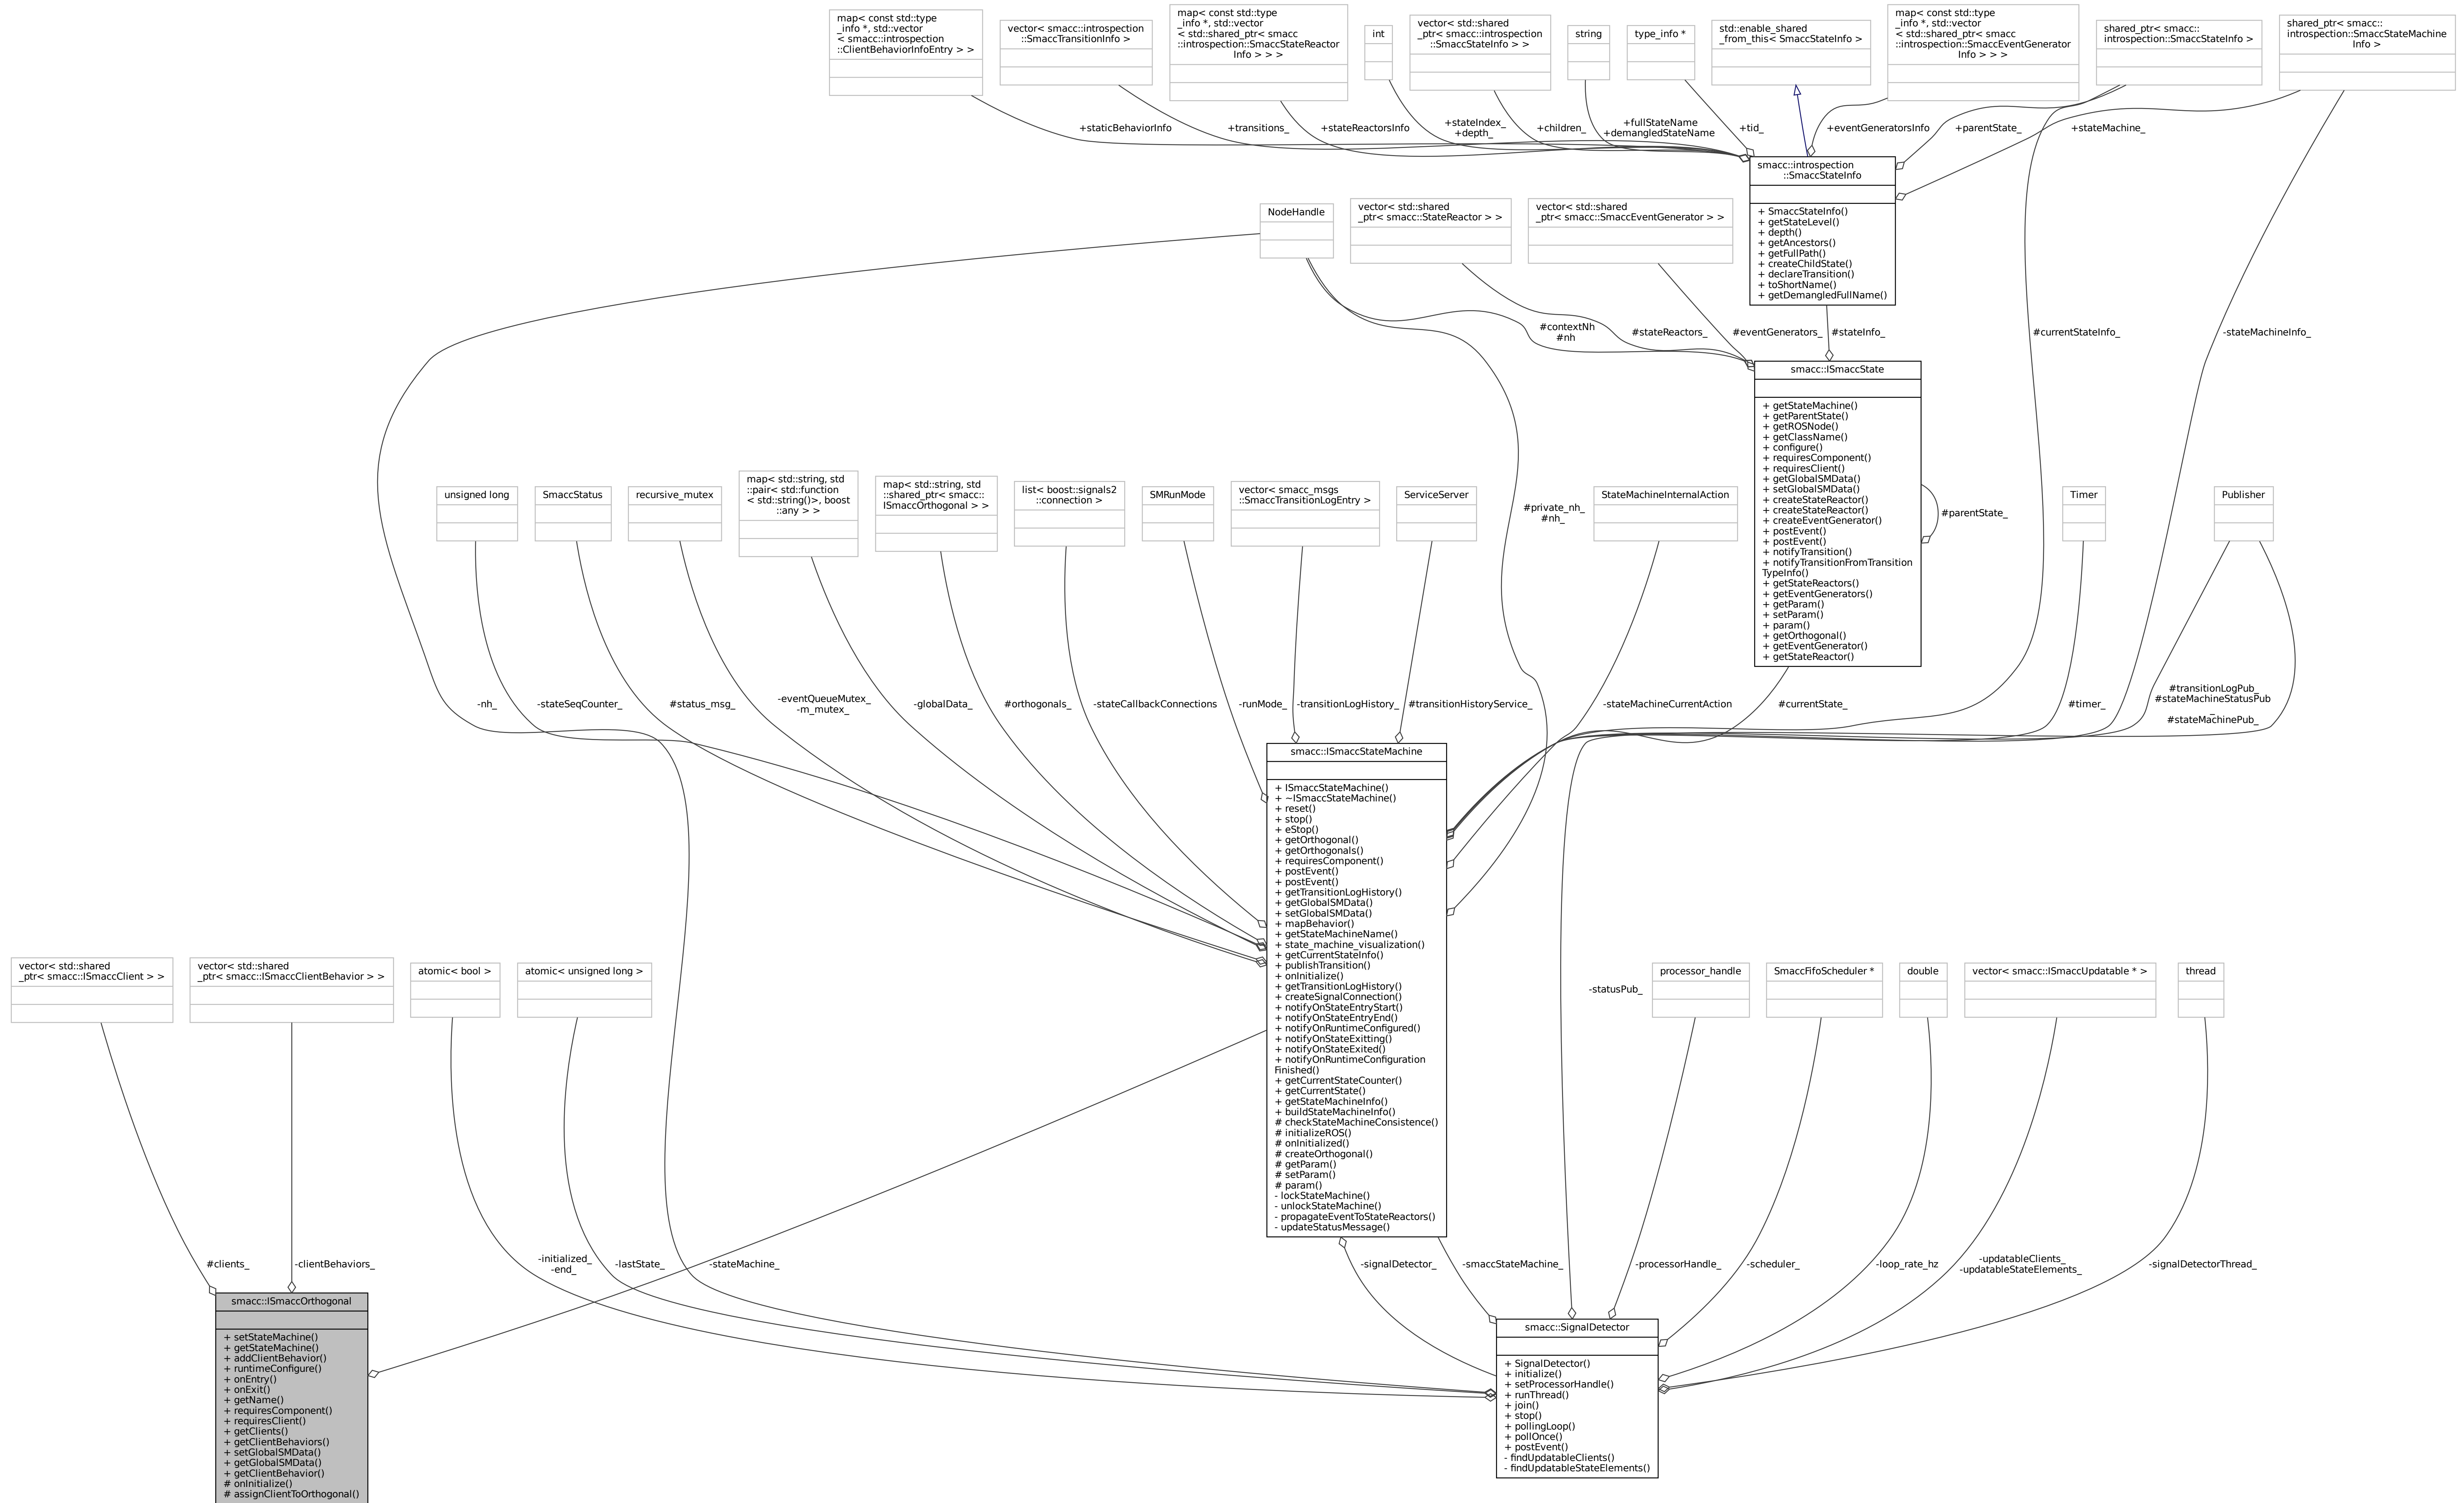 map< const std::type
_info *, std::vector
< smacc::introspection
::ClientBehaviorInfoEntry > >
vector< smacc::introspection
::SmaccTransitionInfo >
map< const std::type
_info *, std::vector
< std::shared_ptr< smacc
::introspection::SmaccStateReactor
Info > > >
int
vector< std::shared
_ptr< smacc::introspection
::SmaccStateInfo > >
string
type_info *
std::enable_shared
_from_this< SmaccStateInfo >
map< const std::type
_info *, std::vector
< std::shared_ptr< smacc
::introspection::SmaccEventGenerator
Info > > >
shared_ptr< smacc::
introspection::SmaccStateInfo >
shared_ptr< smacc::
introspection::SmaccStateMachine
Info >
+staticBehaviorInfo
+transitions_
+stateReactorsInfo
+stateIndex_
+depth_
+children_
+fullStateName
+demangledStateName
+tid_
+eventGeneratorsInfo
+parentState_
+stateMachine_
smacc::introspection
::SmaccStateInfo
+ SmaccStateInfo()
+ getStateLevel()
+ depth()
+ getAncestors()
+ getFullPath()
+ createChildState()
+ declareTransition()
+ toShortName()
+ getDemangledFullName()
NodeHandle
vector< std::shared
_ptr< smacc::StateReactor > >
vector< std::shared
_ptr< smacc::SmaccEventGenerator > >
#contextNh
#nh
#stateReactors_
#eventGenerators_
#stateInfo_
#currentStateInfo_
-stateMachineInfo_
smacc::ISmaccState
+ getStateMachine()
+ getParentState()
+ getROSNode()
+ getClassName()
+ configure()
+ requiresComponent()
+ requiresClient()
+ getGlobalSMData()
+ setGlobalSMData()
+ createStateReactor()
+ createStateReactor()
+ createEventGenerator()
+ postEvent()
+ postEvent()
+ notifyTransition()
+ notifyTransitionFromTransition
TypeInfo()
+ getStateReactors()
+ getEventGenerators()
+ getParam()
+ setParam()
+ param()
+ getOrthogonal()
+ getEventGenerator()
+ getStateReactor()
#parentState_
unsigned long
SmaccStatus
recursive_mutex
map< std::string, std
::pair< std::function
< std::string()>, boost
::any > >
map< std::string, std
::shared_ptr< smacc::
ISmaccOrthogonal > >
list< boost::signals2
::connection >
SMRunMode
vector< smacc_msgs
::SmaccTransitionLogEntry >
ServiceServer
#private_nh_
#nh_
StateMachineInternalAction
Timer
Publisher
-nh_
-stateSeqCounter_
#status_msg_
-eventQueueMutex_
-m_mutex_
-globalData_
#orthogonals_
-stateCallbackConnections
-runMode_
-transitionLogHistory_
#transitionHistoryService_
-stateMachineCurrentAction
#currentState_
#timer_
#transitionLogPub_
#stateMachineStatusPub
_
#stateMachinePub_
smacc::ISmaccStateMachine
+ ISmaccStateMachine()
+ ~ISmaccStateMachine()
+ reset()
+ stop()
+ eStop()
+ getOrthogonal()
+ getOrthogonals()
+ requiresComponent()
+ postEvent()
+ postEvent()
+ getTransitionLogHistory()
+ getGlobalSMData()
+ setGlobalSMData()
+ mapBehavior()
+ getStateMachineName()
+ state_machine_visualization()
+ getCurrentStateInfo()
+ publishTransition()
+ onInitialize()
+ getTransitionLogHistory()
+ createSignalConnection()
+ notifyOnStateEntryStart()
+ notifyOnStateEntryEnd()
+ notifyOnRuntimeConfigured()
+ notifyOnStateExitting()
+ notifyOnStateExited()
+ notifyOnRuntimeConfiguration
Finished()
+ getCurrentStateCounter()
+ getCurrentState()
+ getStateMachineInfo()
+ buildStateMachineInfo()
# checkStateMachineConsistence()
# initializeROS()
# onInitialized()
# createOrthogonal()
# getParam()
# setParam()
# param()
- lockStateMachine()
- unlockStateMachine()
- propagateEventToStateReactors()
- updateStatusMessage()
vector< std::shared
_ptr< smacc::ISmaccClient > >
vector< std::shared
_ptr< smacc::ISmaccClientBehavior > >
atomic< bool >
atomic< unsigned long >
-statusPub_
processor_handle
SmaccFifoScheduler *
double
vector< smacc::ISmaccUpdatable * >
thread
#clients_
-clientBehaviors_
-initialized_
-end_
-lastState_
-stateMachine_
-signalDetector_
-smaccStateMachine_
-processorHandle_
-scheduler_
-loop_rate_hz
-updatableClients_
-updatableStateElements_
-signalDetectorThread_
smacc::ISmaccOrthogonal
+ setStateMachine()
+ getStateMachine()
+ addClientBehavior()
+ runtimeConfigure()
+ onEntry()
+ onExit()
+ getName()
+ requiresComponent()
+ requiresClient()
+ getClients()
+ getClientBehaviors()
+ setGlobalSMData()
+ getGlobalSMData()
+ getClientBehavior()
# onInitialize()
# assignClientToOrthogonal()
smacc::SignalDetector
+ SignalDetector()
+ initialize()
+ setProcessorHandle()
+ runThread()
+ join()
+ stop()
+ pollingLoop()
+ pollOnce()
+ postEvent()
- findUpdatableClients()
- findUpdatableStateElements()